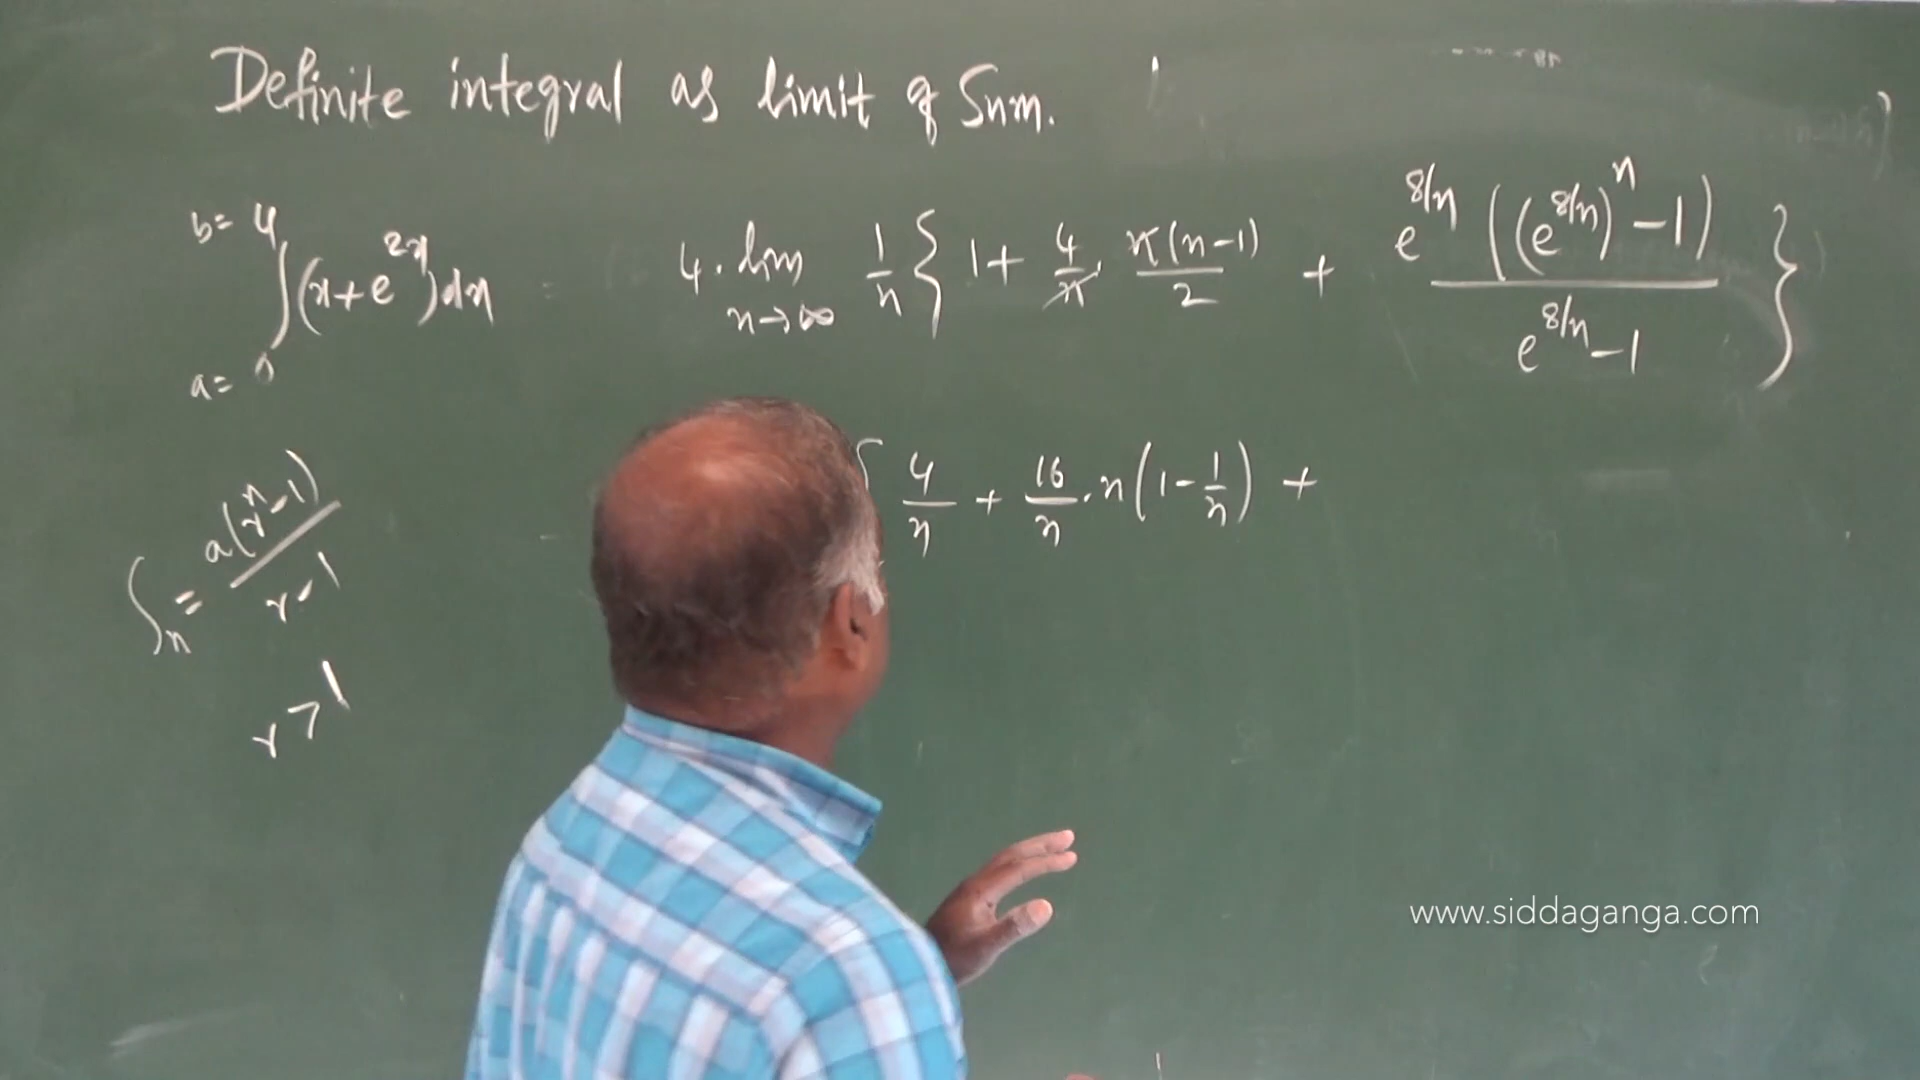 Definite integral as limit of Sum.
b= 4
∫(x+e^{2x})dx = 4. lim_{n→∞} 1/n { 1 + 4/n . n(n-1)/2 + e^{8/n} ((e^{8/n})^n - 1) / (e^{8/n} - 1) }
a= 0
4/n + 16/n . n(1 - 1/n) +
S_n = a(r^n - 1) / r - 1
r > 1
www.siddaganga.com